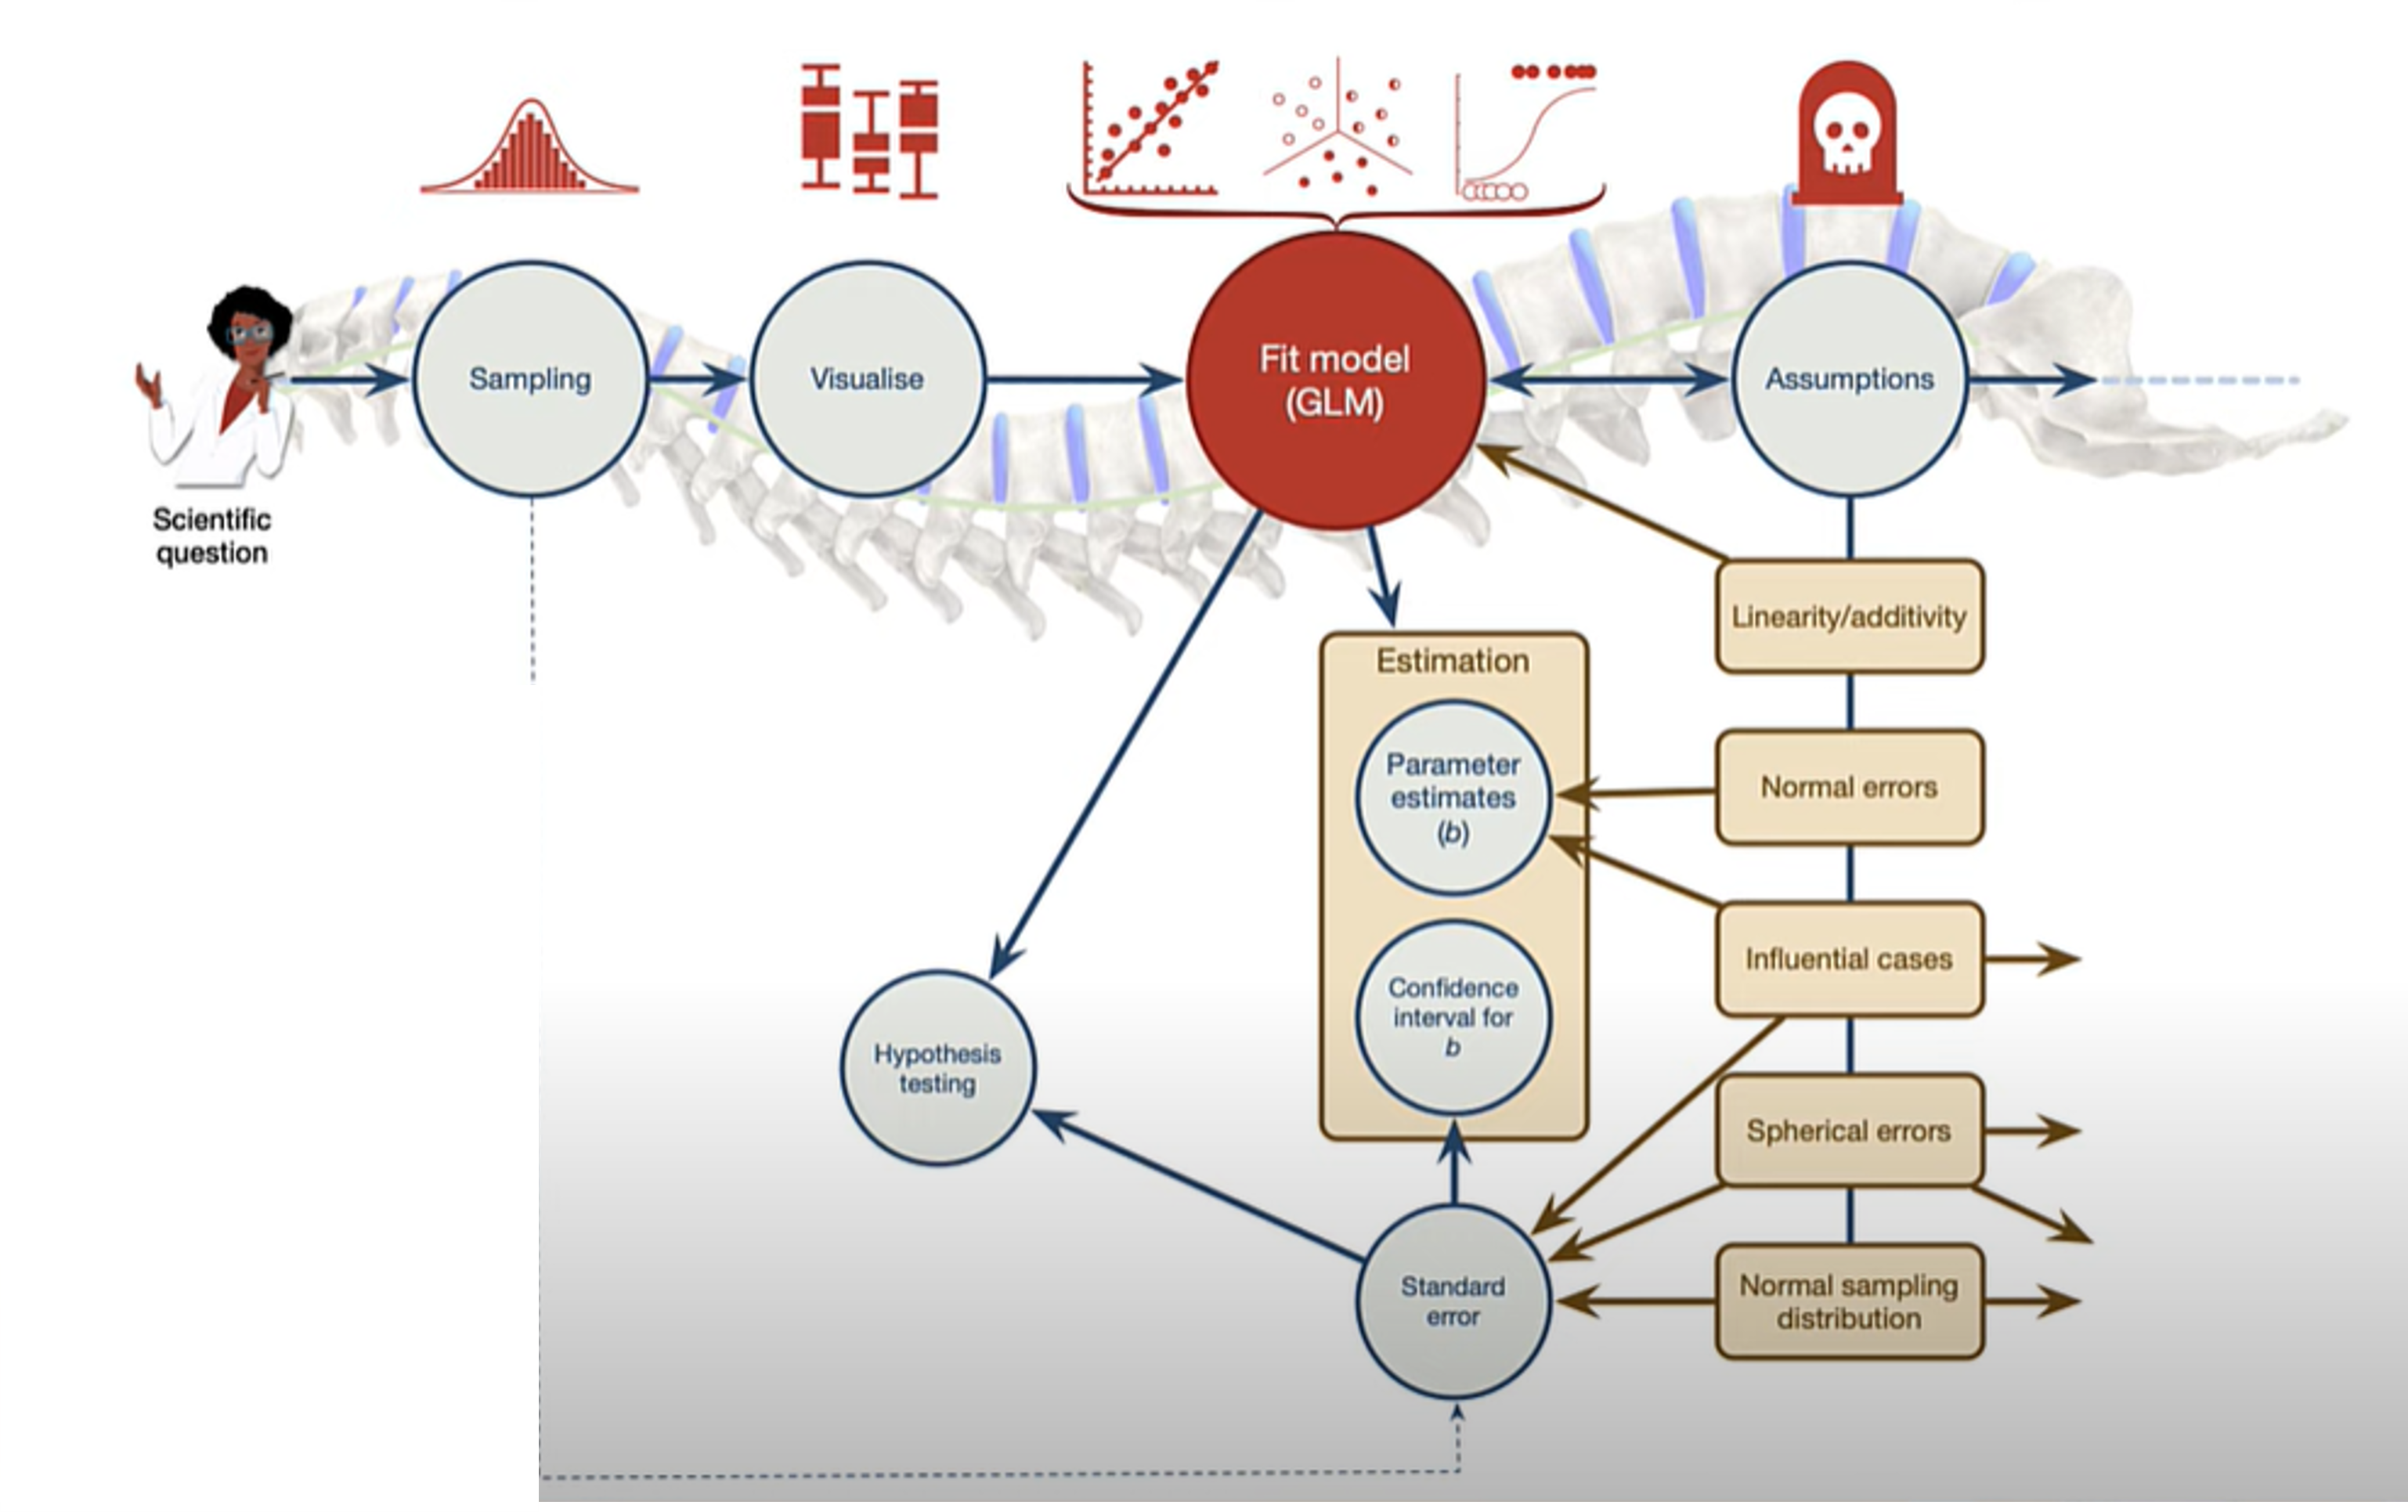 Scientific
question
Sampling
Visualise
Fit model
(GLM)
Assumptions
Linearity/additivity
Estimation
Parameter
estimates
(b)
Normal errors
Influential cases
Confidence
interval for
b
Hypothesis
testing
Spherical errors
Standard
error
Normal sampling
distribution